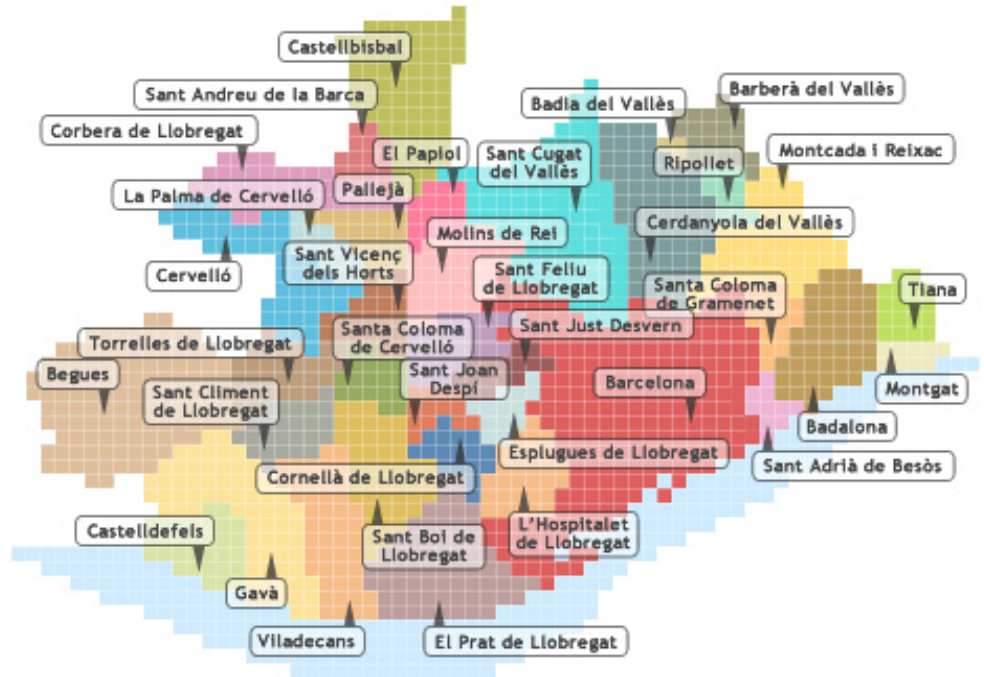 Castellbisbal
Sant Andreu de la Barca
Badia del Vallès
Barberà del Vallès
Corbera de Llobregat
El Papiol
Sant Cugat
del Vallès
Ripollet
Montcada i Reixac
La Palma de Cervelló
Pallejà
Molins de Rei
Cerdanyola del Vallès
Cervelló
Sant Vicenç
dels Horts
Sant Feliu
de Llobregat
Santa Coloma
de Gramenet
Tiana
Torrelles de Llobregat
Santa Coloma
de Cervelló
Sant Just Desvern
Begues
Sant Climent
de Llobregat
Sant Joan
Despí
Barcelona
Montgat
Badalona
Cornellà de Llobregat
Esplugues de Llobregat
Sant Adrià de Besòs
Castelldefels
Sant Boi de
Llobregat
L'Hospitalet
de Llobregat
Gavà
Viladecans
El Prat de Llobregat